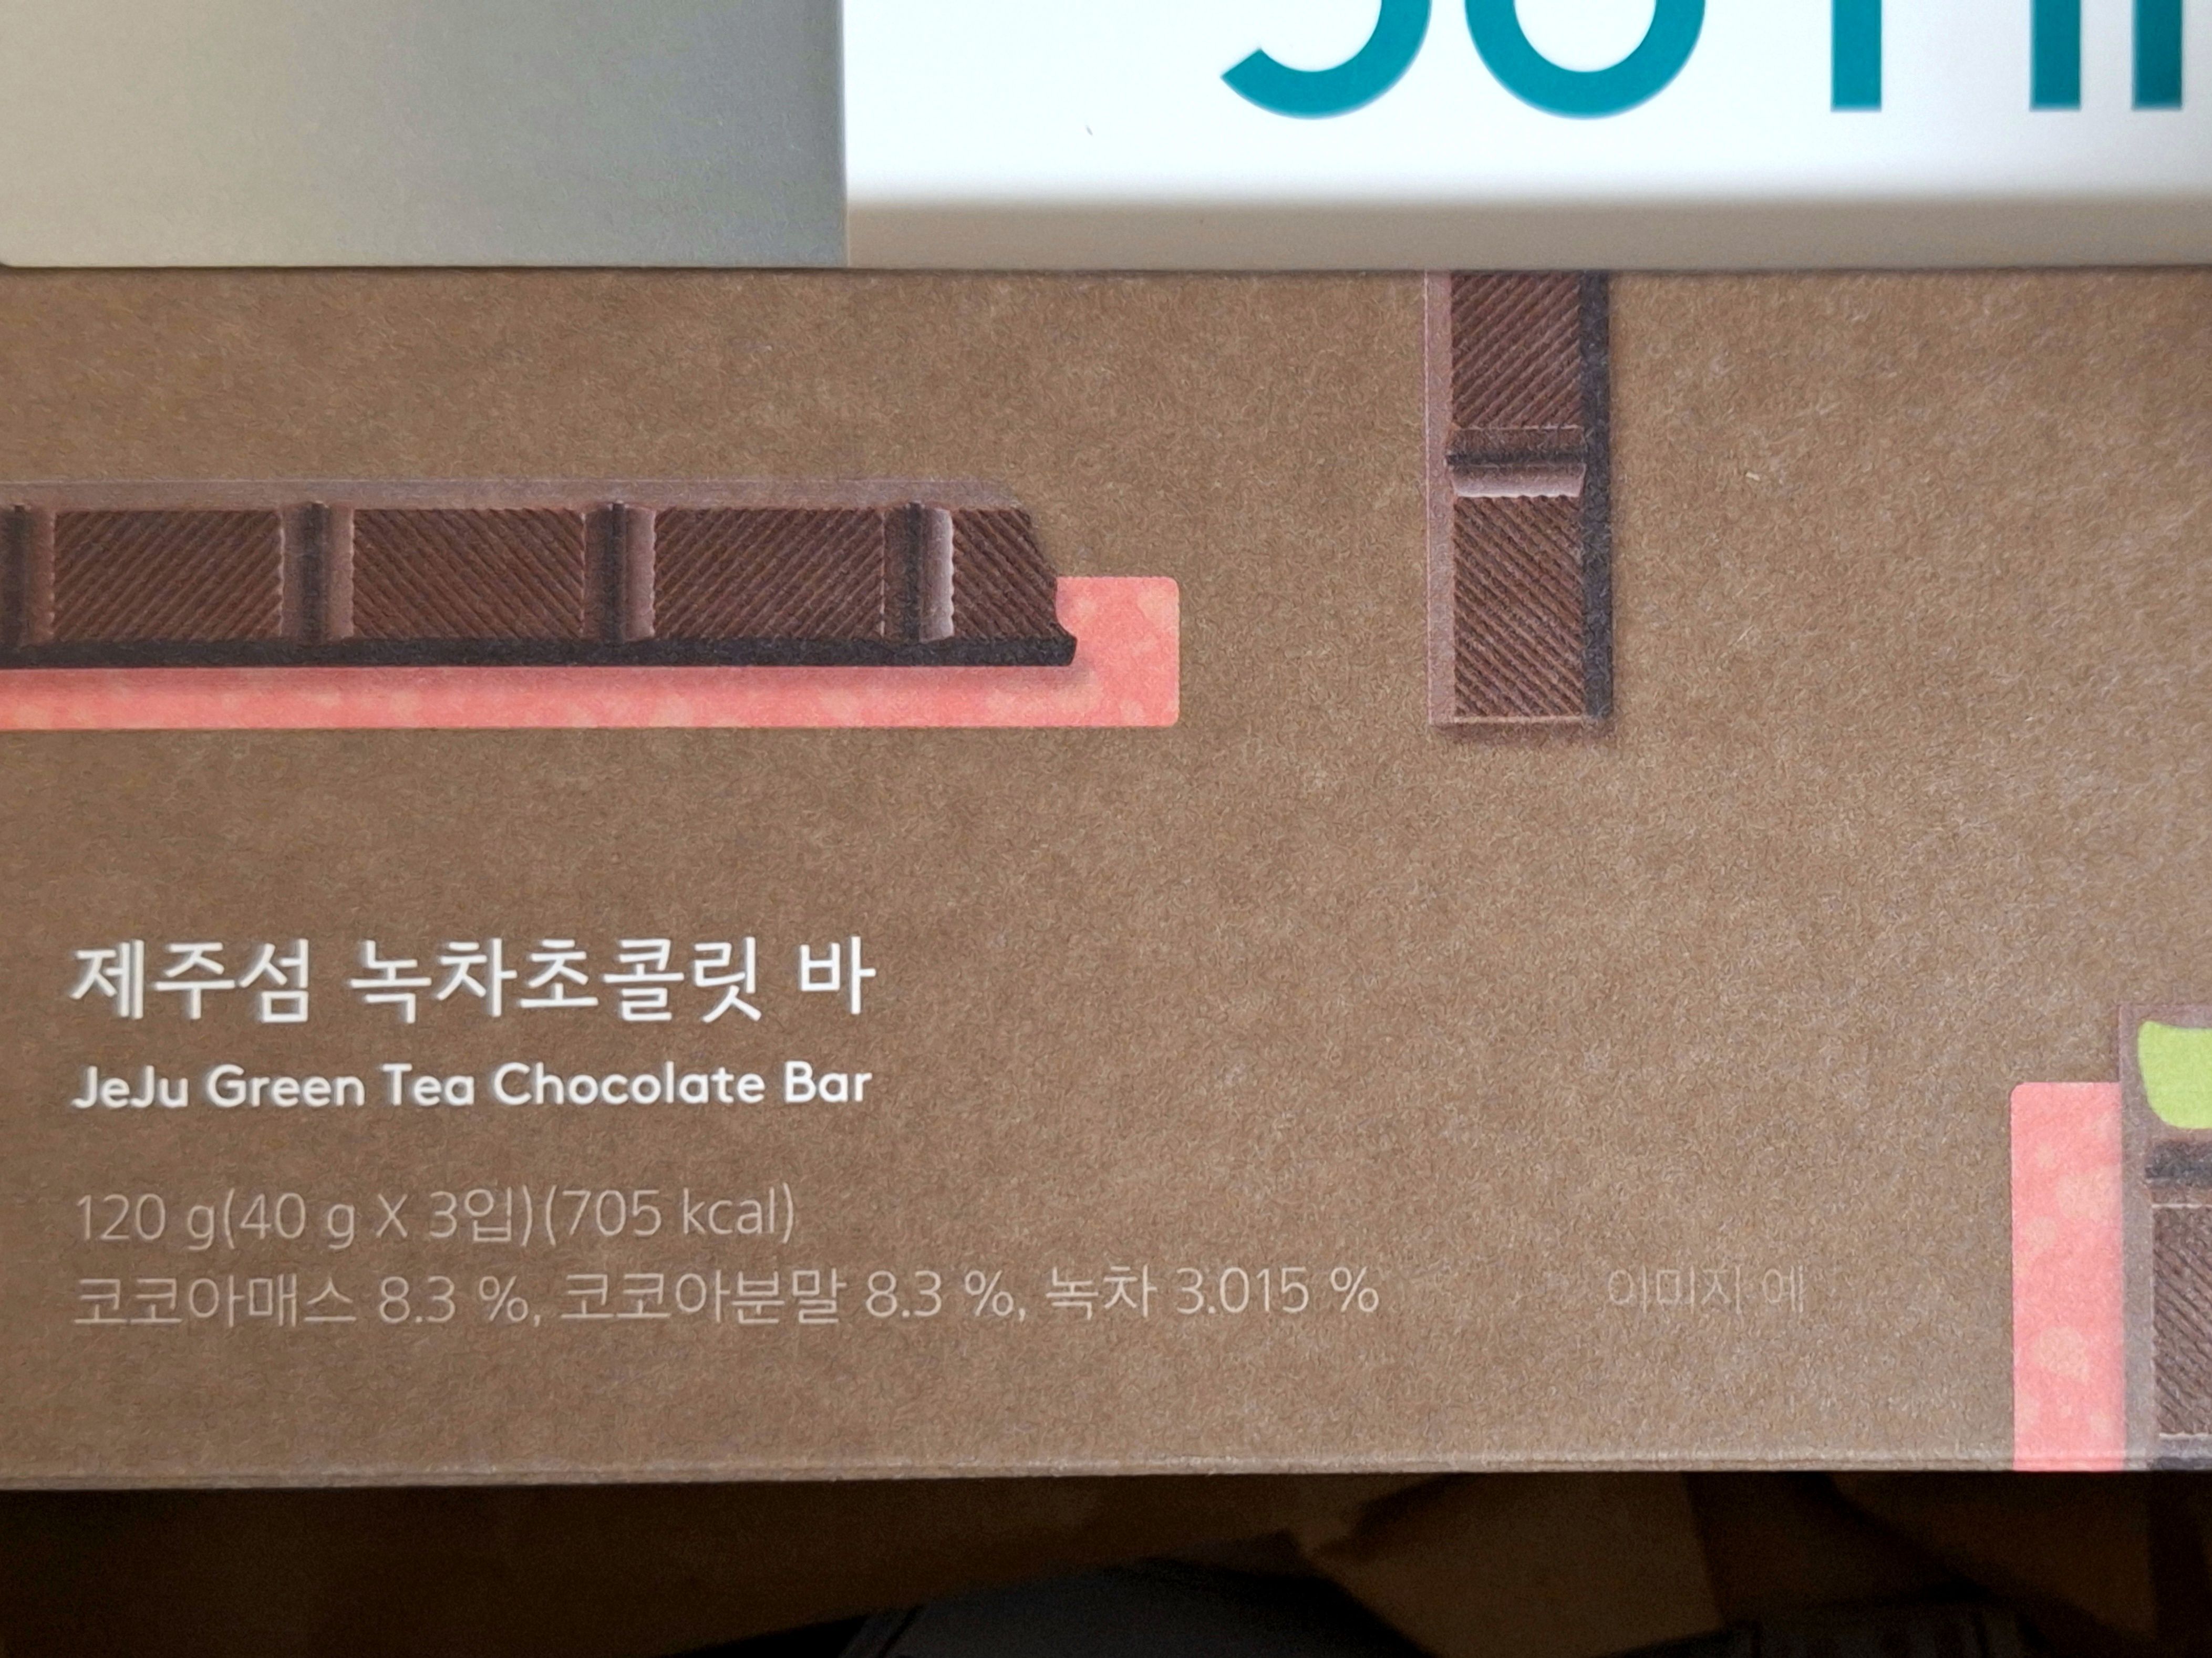 제주섬 녹차초콜릿 바
JeJu Green Tea Chocolate Bar
120 g(40 g X 3입)(705 kcal)
코코아매스 8.3 %, 코코아분말 8.3 %, 녹차 3.015 %
이미지 예